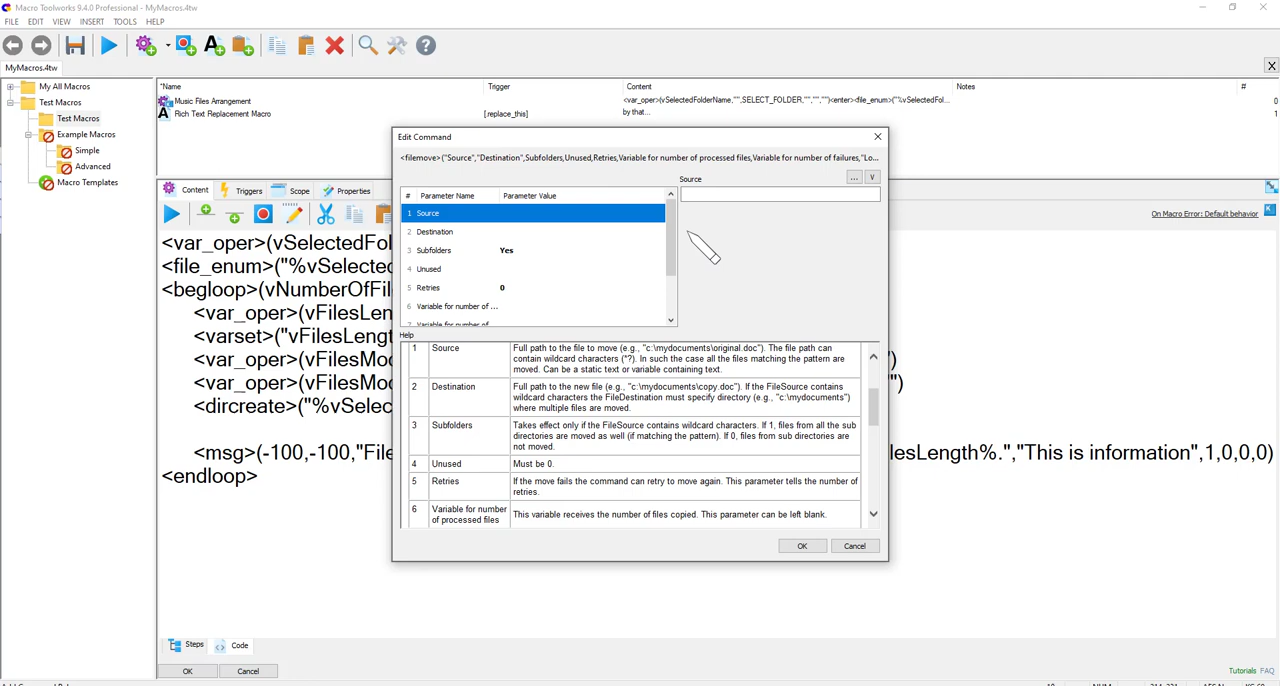 Macro Toolworks 9.4.0 Professional - MyMacros.4tw
FILE EDIT VIEW INSERT TOOLS HELP
MyMacros.4tw
My All Macros
Test Macros
Test Macros
Example Macros
Simple
Advanced
Macro Templates
*Name Trigger Content Notes #
Music Files Arrangement <var_oper>(vSelectedFolderName,"",SELECT_FOLDER,"","","")<enter><file_enum>("%vSelectedFol... 0
Rich Text Replacement Macro [.replace_this] by that... 1
Content Triggers Scope Properties
On Macro Error: Default behavior
<var_oper>(vSelectedFol
<file_enum>("%vSelected
<begloop>(vNumberOfFil
<var_oper>(vFilesLen
<varset>("vFilesLength
<var_oper>(vFilesMod )
<var_oper>(vFilesMod ")
<dircreate>("%vSelec
<msg>(-100,-100,"File lesLength%.","This is information",1,0,0,0)
<endloop>
Edit Command
<filemove>("Source","Destination",Subfolders,Unused,Retries,Variable for number of processed files,Variable for number of failures,"Lo...
Source
... V
# Parameter Name Parameter Value
1 Source
2 Destination
3 Subfolders Yes
4 Unused
5 Retries 0
6 Variable for number of ...
7 Variable for number of
Help
1 Source Full path to the file to move (e.g., "c:\mydocuments\original.doc"). The file path can
contain wildcard characters (*?). In such the case all the files matching the pattern are
moved. Can be a static text or variable containing text.
2 Destination Full path to the new file (e.g., "c:\mydocuments\copy.doc"). If the FileSource contains
wildcard characters the FileDestination must specify directory (e.g., "c:\mydocuments")
where multiple files are moved.
3 Subfolders Takes effect only if the FileSource contains wildcard characters. If 1, files from all the sub
directories are moved as well (if matching the pattern). If 0, files from sub directories are
not moved.
4 Unused Must be 0.
5 Retries If the move fails the command can retry to move again. This parameter tells the number of
retries.
6 Variable for number
of processed files This variable receives the number of files copied. This parameter can be left blank.
OK Cancel
Steps Code
OK Cancel
Tutorials FAQ